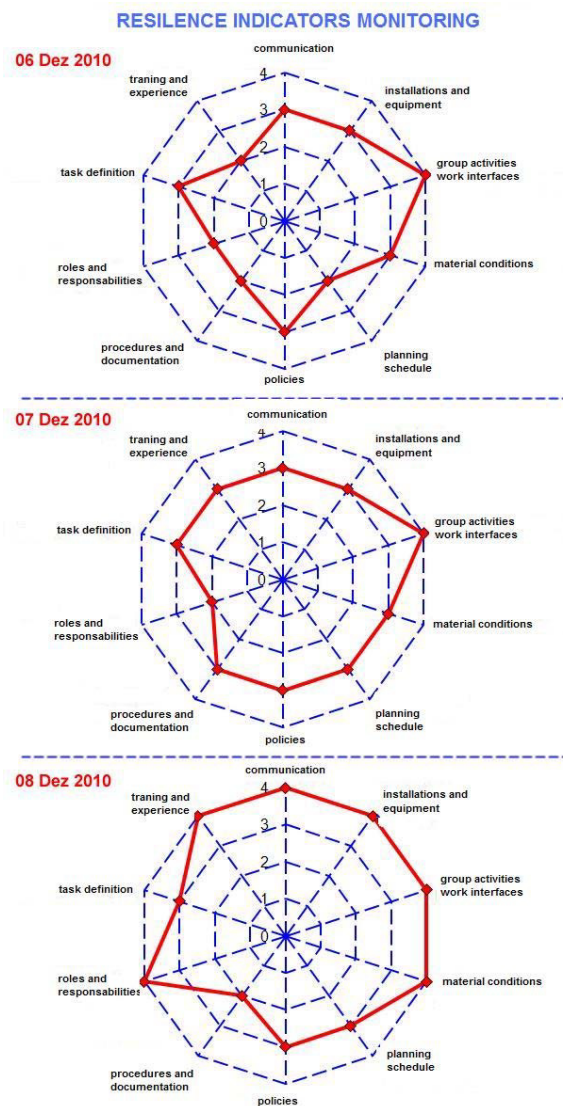 RESILENCE INDICATORS MONITORING
06 Dez 2010
communication
4
3
2
1
0
traning and
experience
installations and
equipment
group activities
work interfaces
task definition
material conditions
roles and
responsabilities
procedures and
documentation
planning
schedule
policies
07 Dez 2010
communication
4
3
2
1
0
traning and
experience
installations and
equipment
group activities
work interfaces
task definition
material conditions
roles and
responsabilities
procedures and
documentation
planning
schedule
policies
08 Dez 2010
communication
4
3
2
1
0
traning and
experience
installations and
equipment
group activities
work interfaces
task definition
material conditions
roles and
responsabilities
procedures and
documentation
planning
schedule
policies